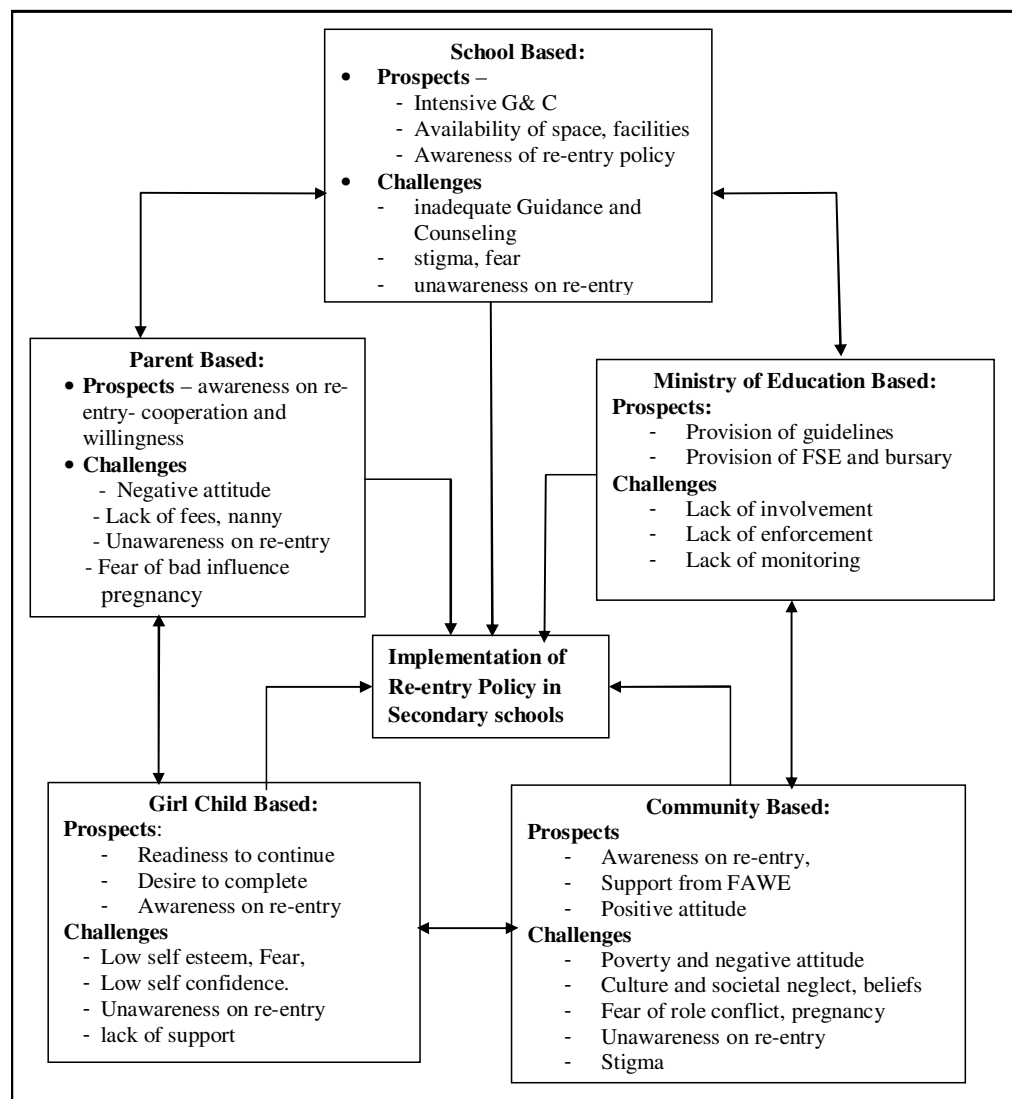 School Based:
• Prospects –
- Intensive G& C
- Availability of space, facilities
- Awareness of re-entry policy
• Challenges
- inadequate Guidance and
Counseling
- stigma, fear
- unawareness on re-entry
Parent Based:
• Prospects – awareness on re-
entry- cooperation and
willingness
• Challenges
- Negative attitude
- Lack of fees, nanny
- Unawareness on re-entry
- Fear of bad influence
pregnancy
Ministry of Education Based:
Prospects:
- Provision of guidelines
- Provision of FSE and bursary
Challenges
- Lack of involvement
- Lack of enforcement
- Lack of monitoring
Implementation of
Re-entry Policy in
Secondary schools
Girl Child Based:
Prospects:
- Readiness to continue
- Desire to complete
- Awareness on re-entry
Challenges
- Low self esteem, Fear,
- Low self confidence.
- Unawareness on re-entry
- lack of support
Community Based:
Prospects
- Awareness on re-entry,
- Support from FAWE
- Positive attitude
Challenges
- Poverty and negative attitude
- Culture and societal neglect, beliefs
- Fear of role conflict, pregnancy
- Unawareness on re-entry
- Stigma